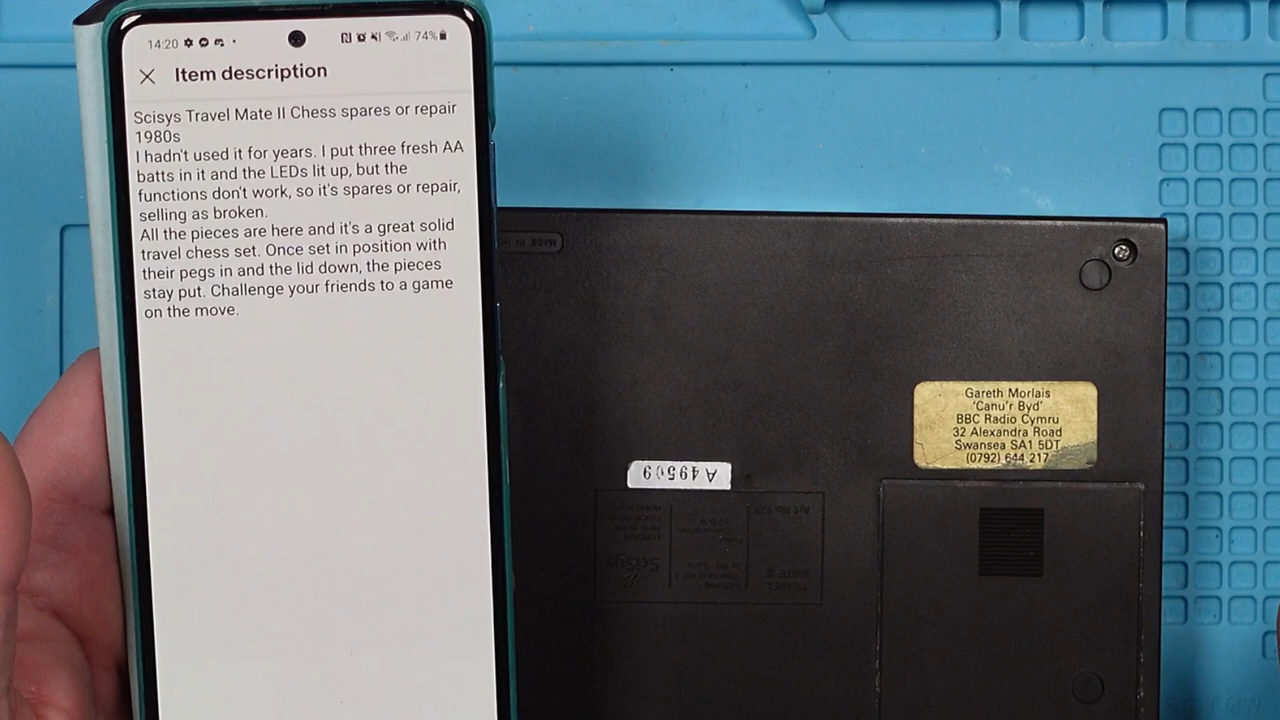 14:20
74%
Item description
Scisys Travel Mate II Chess spares or repair
1980s
I hadn't used it for years. I put three fresh AA
batts in it and the LEDs lit up, but the
functions don't work, so it's spares or repair,
selling as broken.
All the pieces are here and it's a great solid
travel chess set. Once set in position with
their pegs in and the lid down, the pieces
stay put. Challenge your friends to a game
on the move.
MADE IN
Gareth Morlais
'Canu'r Byd'
BBC Radio Cymru
32 Alexandra Road
Swansea SA1 5DT
(0792) 644 217
A 49509
SciSys